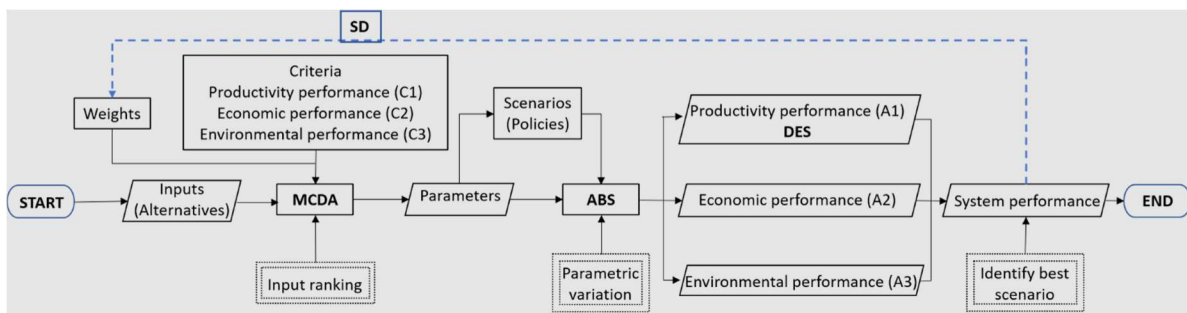 SD
Criteria
Productivity performance (C1)
Economic performance (C2)
Environmental performance (C3)
Weights
Scenarios
(Policies)
Productivity performance (A1)
DES
START
Inputs
(Alternatives)
MCDA
Parameters
ABS
Economic performance (A2)
System performance
END
Input ranking
Parametric
variation
Environmental performance (A3)
Identify best
scenario